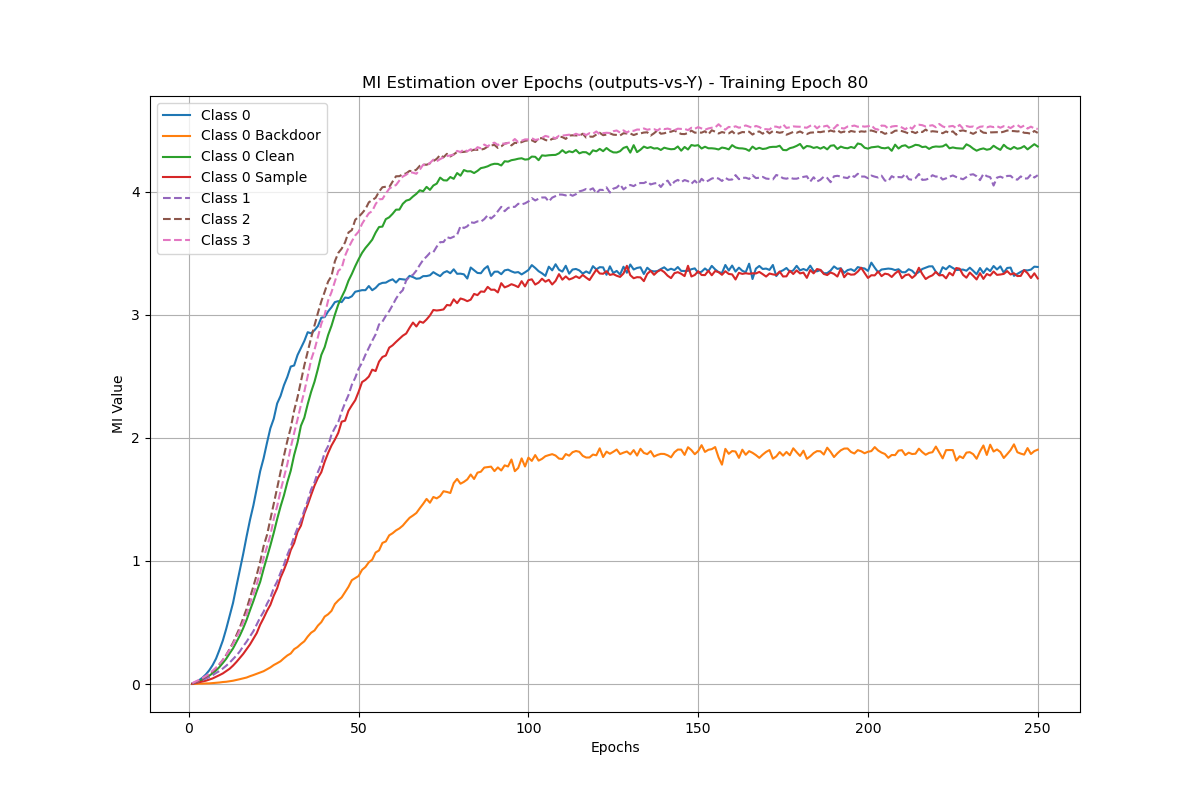 MI Estimation over Epochs (outputs-vs-Y) - Training Epoch 80
Class 0
Class 0 Backdoor
Class 0 Clean
Class 0 Sample
Class 1
Class 2
Class 3
MI Value
4
3
2
1
0
0 50 100 150 200 250
Epochs